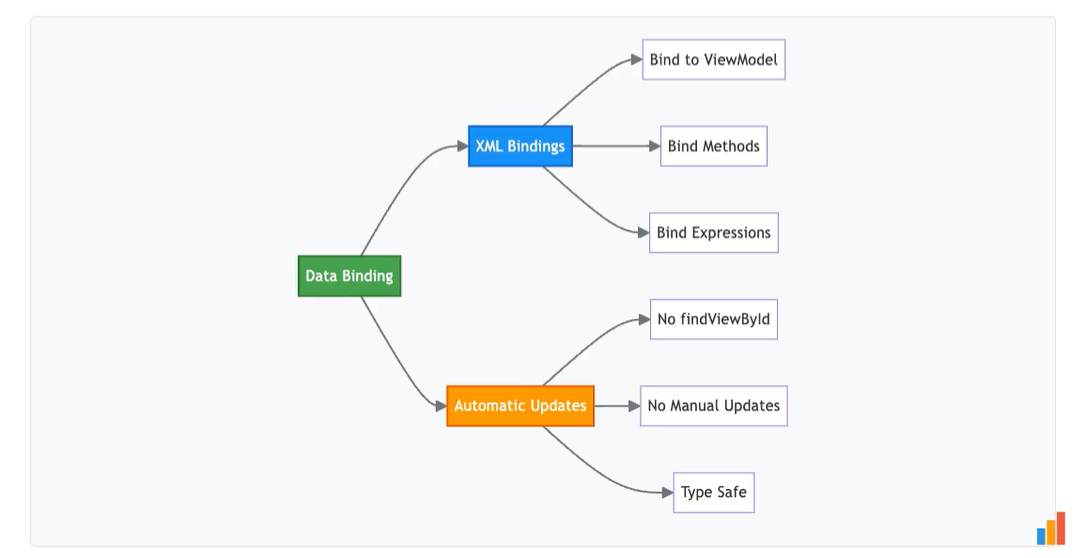 Bind to ViewModel
XML Bindings
Bind Methods
Bind Expressions
Data Binding
No findViewById
Automatic Updates
No Manual Updates
Type Safe